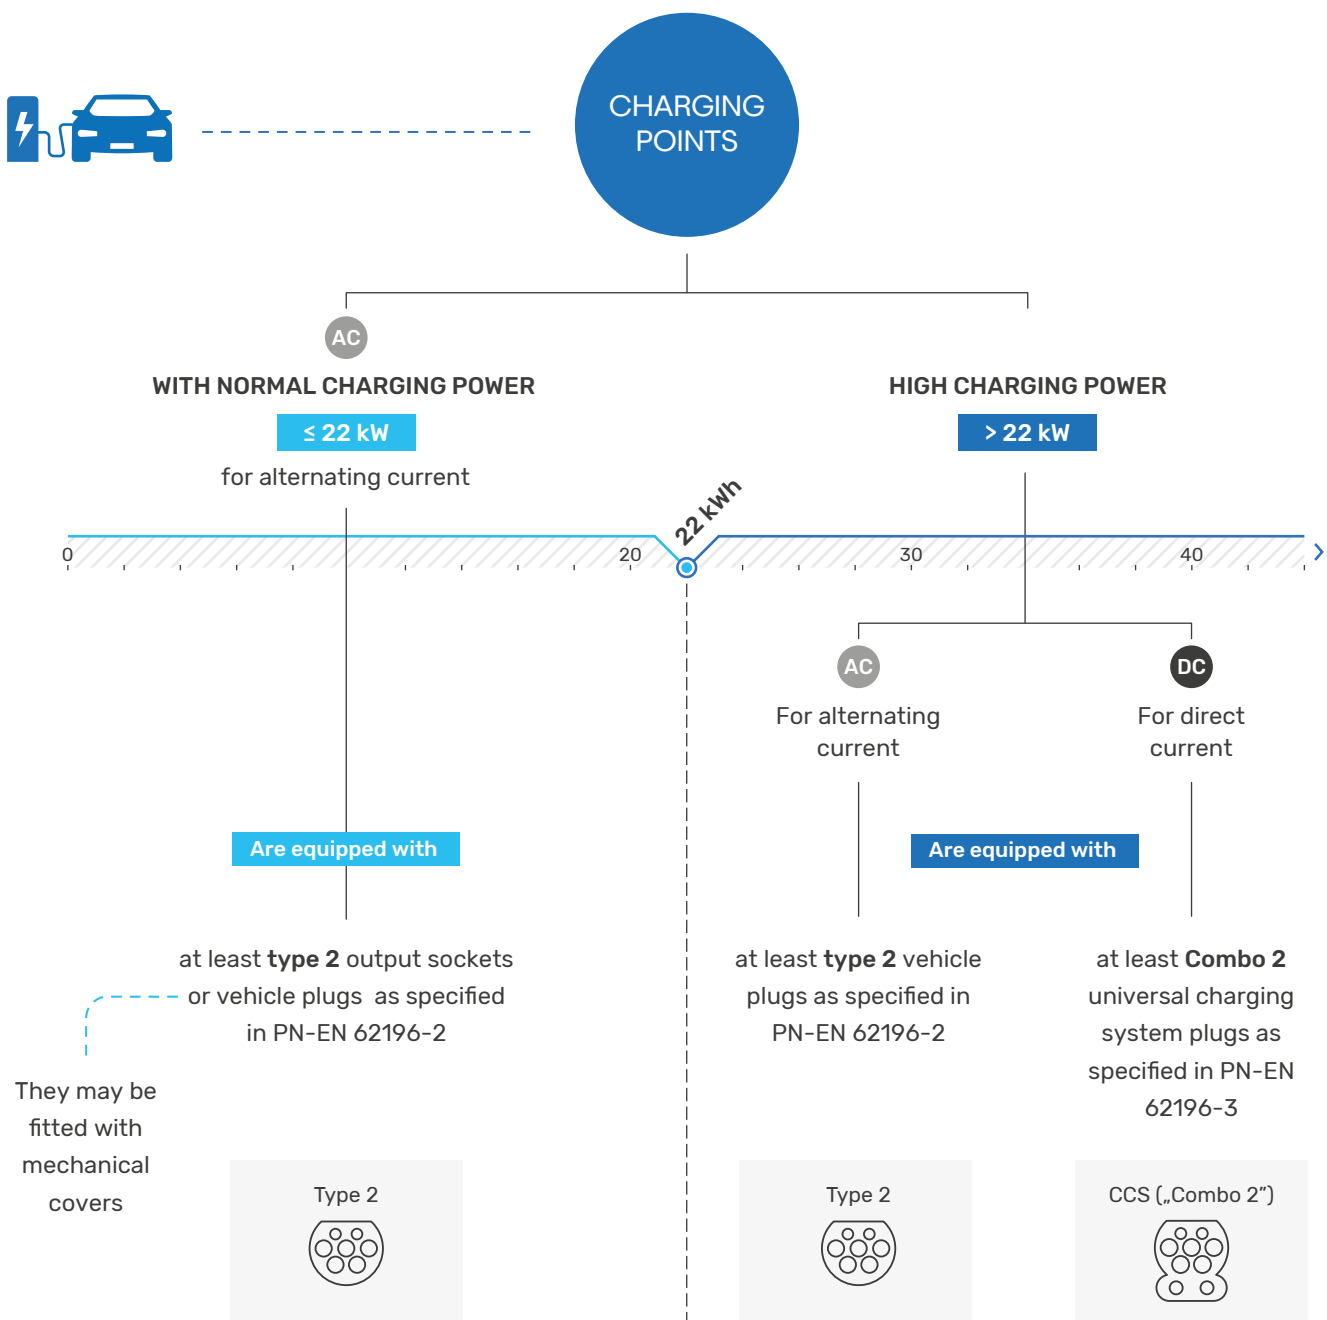 CHARGING
POINTS
AC
WITH NORMAL CHARGING POWER
≤ 22 kW
for alternating current
HIGH CHARGING POWER
> 22 kW
22 kWh
0
20
30
40
AC
For alternating
current
DC
For direct
current
Are equipped with
Are equipped with
at least type 2 output sockets
or vehicle plugs as specified
in PN-EN 62196-2
They may be
fitted with
mechanical
covers
at least type 2 vehicle
plugs as specified in
PN-EN 62196-2
at least Combo 2
universal charging
system plugs as
specified in PN-EN
62196-3
Type 2
Type 2
CCS („Combo 2”)